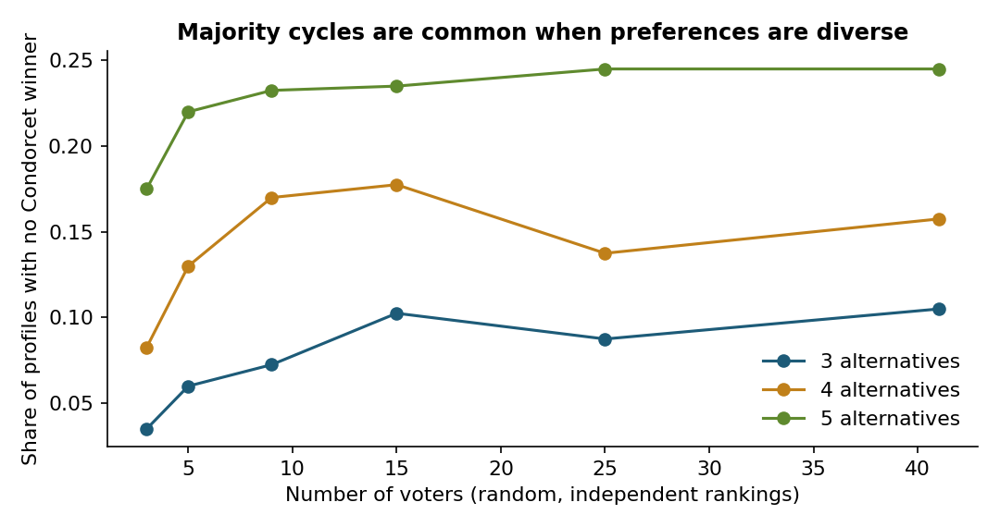 Majority cycles are common when preferences are diverse
Share of profiles with no Condorcet winner
0.25
0.20
0.15
0.10
0.05
5
10
15
20
25
30
35
40
Number of voters (random, independent rankings)
3 alternatives
4 alternatives
5 alternatives